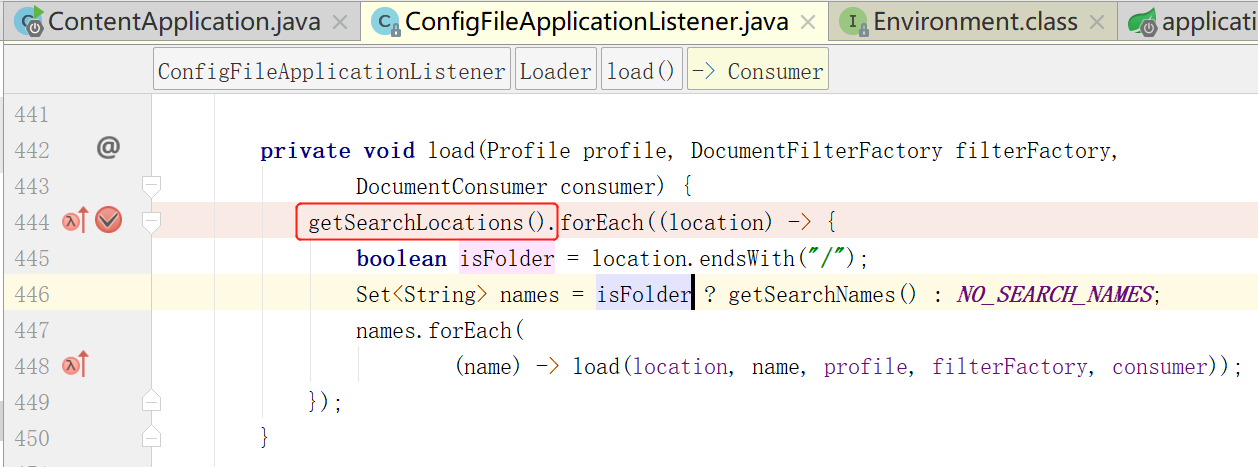 ContentApplication.java × ConfigFileApplicationListener.java × Environment.class × applicati
ConfigFileApplicationListener Loader load() -> Consumer
441
442 @ private void load(Profile profile, DocumentFilterFactory filterFactory,
443 DocumentConsumer consumer) {
444 getSearchLocations().forEach((location) -> {
445 boolean isFolder = location.endsWith("/");
446 Set<String> names = isFolder ? getSearchNames() : NO_SEARCH_NAMES;
447 names.forEach(
448 (name) -> load(location, name, profile, filterFactory, consumer));
449 });
450 }